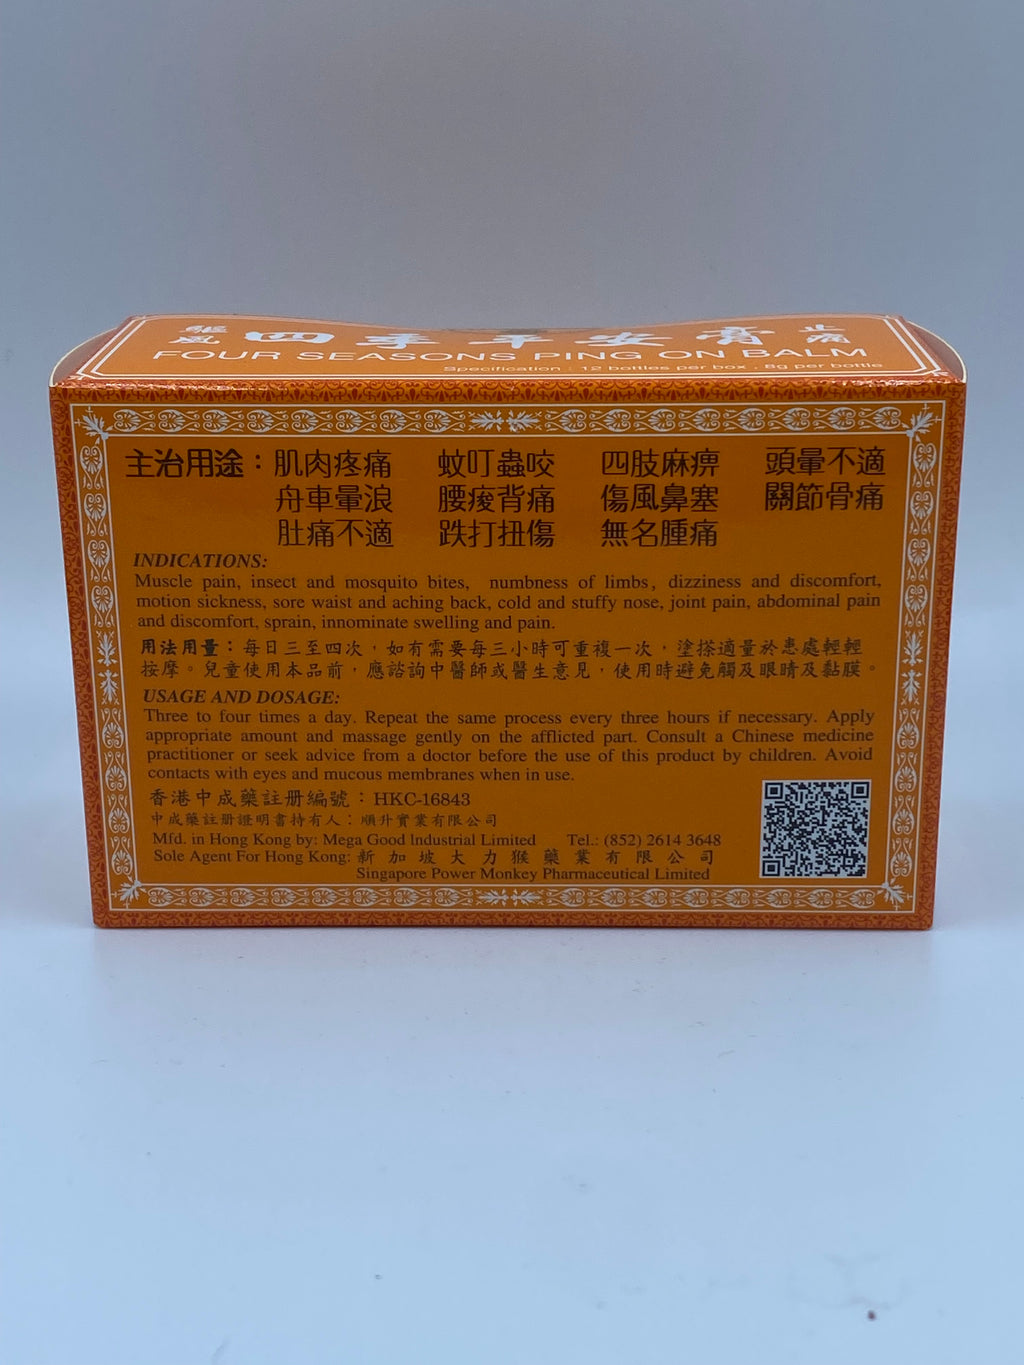 驅風 四季平安膏 止痛
FOUR SEASONS PING ON BALM
Specification : 12 bottles per box , 8g per bottle
主治用途：肌肉疼痛 蚊叮蟲咬 四肢麻痹 頭暈不適
舟車暈浪 腰痠背痛 傷風鼻塞 關節骨痛
肚痛不適 跌打扭傷 無名腫痛
INDICATIONS:
Muscle pain, insect and mosquito bites, numbness of limbs, dizziness and discomfort,
motion sickness, sore waist and aching back, cold and stuffy nose, joint pain, abdominal pain
and discomfort, sprain, innominate swelling and pain.
用法用量：每日三至四次，如有需要每三小時可重複一次，塗搽適量於患處輕輕
按摩。兒童使用本品前，應諮詢中醫師或醫生意見，使用時避免觸及眼睛及黏膜。
USAGE AND DOSAGE:
Three to four times a day. Repeat the same process every three hours if necessary. Apply
appropriate amount and massage gently on the afflicted part. Consult a Chinese medicine
practitioner or seek advice from a doctor before the use of this product by children. Avoid
contacts with eyes and mucous membranes when in use.
香港中成藥註册編號：HKC-16843
中成藥註册證明書持有人：順升實業有限公司
Mfd. in Hong Kong by: Mega Good Industrial Limited Tel.: (852) 2614 3648
Sole Agent For Hong Kong: 新加坡大力猴藥業有限公司
Singapore Power Monkey Pharmaceutical Limited